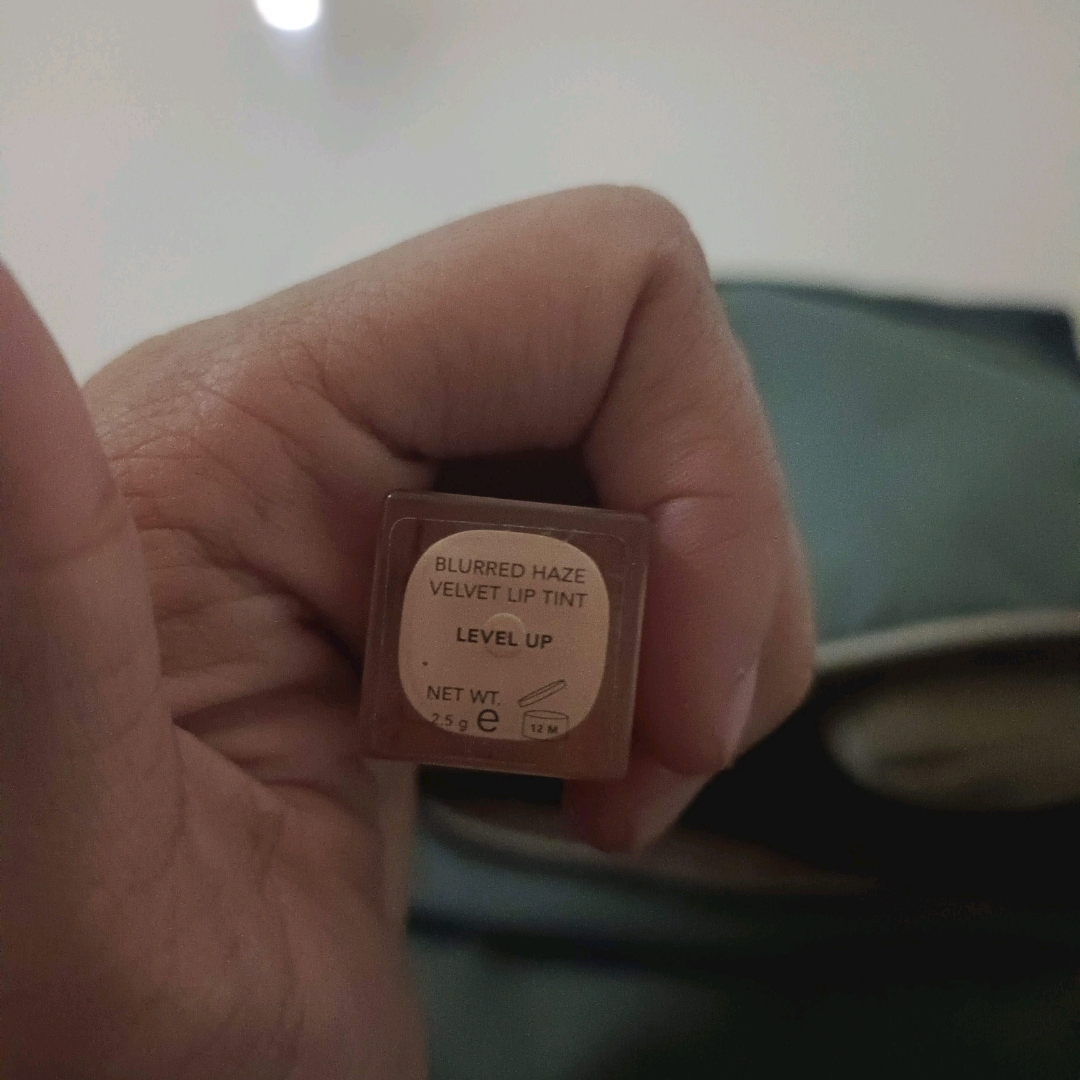 BLURRED HAZE
VELVET LIP TINT
LEVEL UP
NET WT.
2.5 g e
12 M